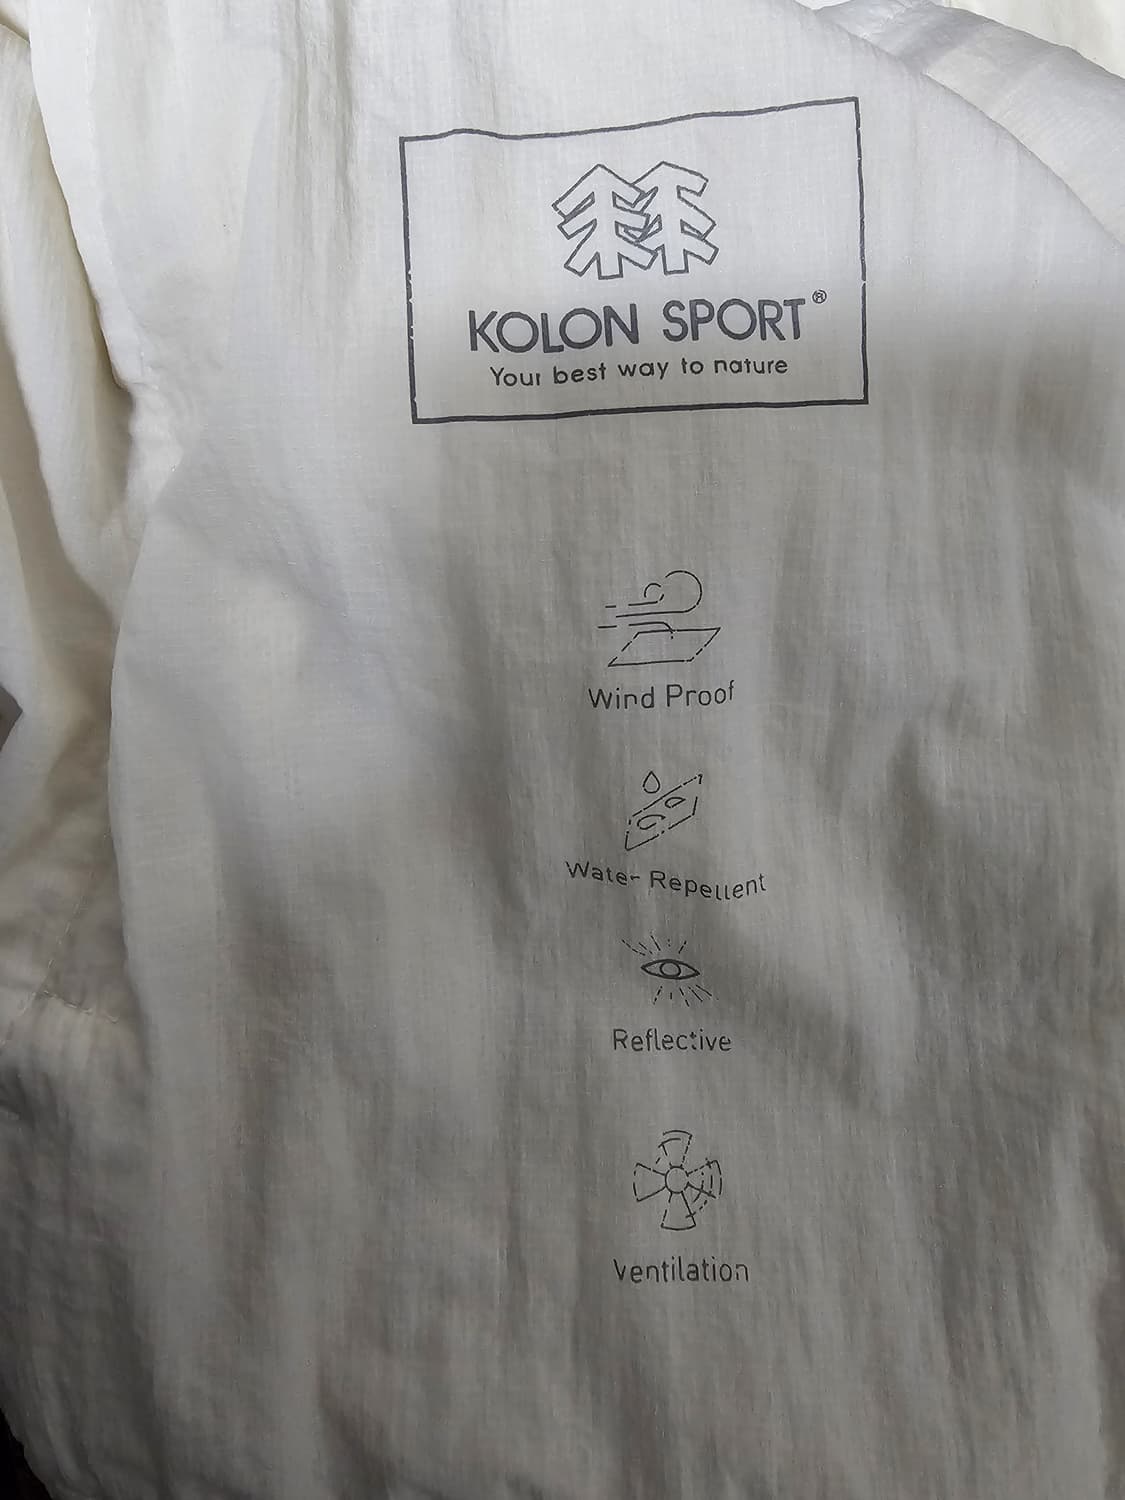 KOLON SPORT®
Your best way to nature
Wind Proof
Water-Repellent
Reflective
Ventilation